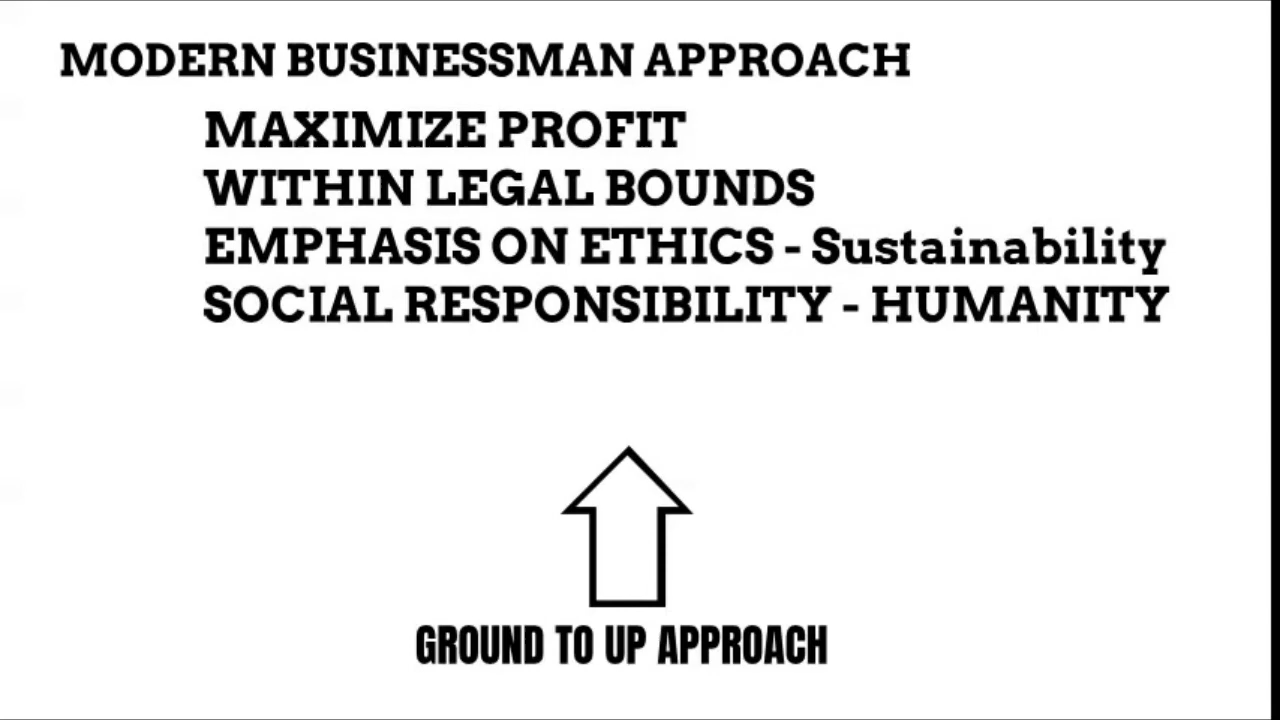 MODERN BUSINESSMAN APPROACH
MAXIMIZE PROFIT
WITHIN LEGAL BOUNDS
EMPHASIS ON ETHICS - Sustainability
SOCIAL RESPONSIBILITY - HUMANITY
GROUND TO UP APPROACH